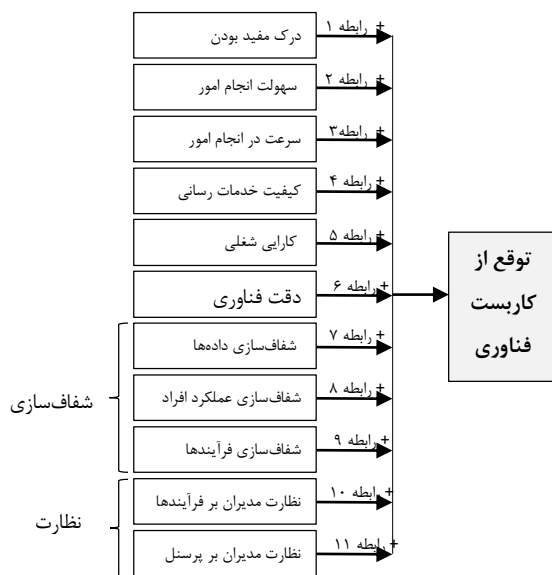 درک مفید بودن
+ رابطه ۱
سهولت انجام امور
+ رابطه ۲
سرعت در انجام امور
+ رابطه۳
کیفیت خدمات رسانی
+ رابطه ۴
کارایی شغلی
+ رابطه ۵
دقت فناوری
+ رابطه ۶
شفاف‌سازی داده‌ها
+ رابطه ۷
شفاف‌سازی عملکرد افراد
+ رابطه ۸
شفاف‌سازی فرآیندها
+ رابطه ۹
نظارت مدیران بر فرآیندها
+ رابطه ۱۰
نظارت مدیران بر پرسنل
+ رابطه ۱۱
شفاف‌سازی
نظارت
توقع از
کاربست
فناوری